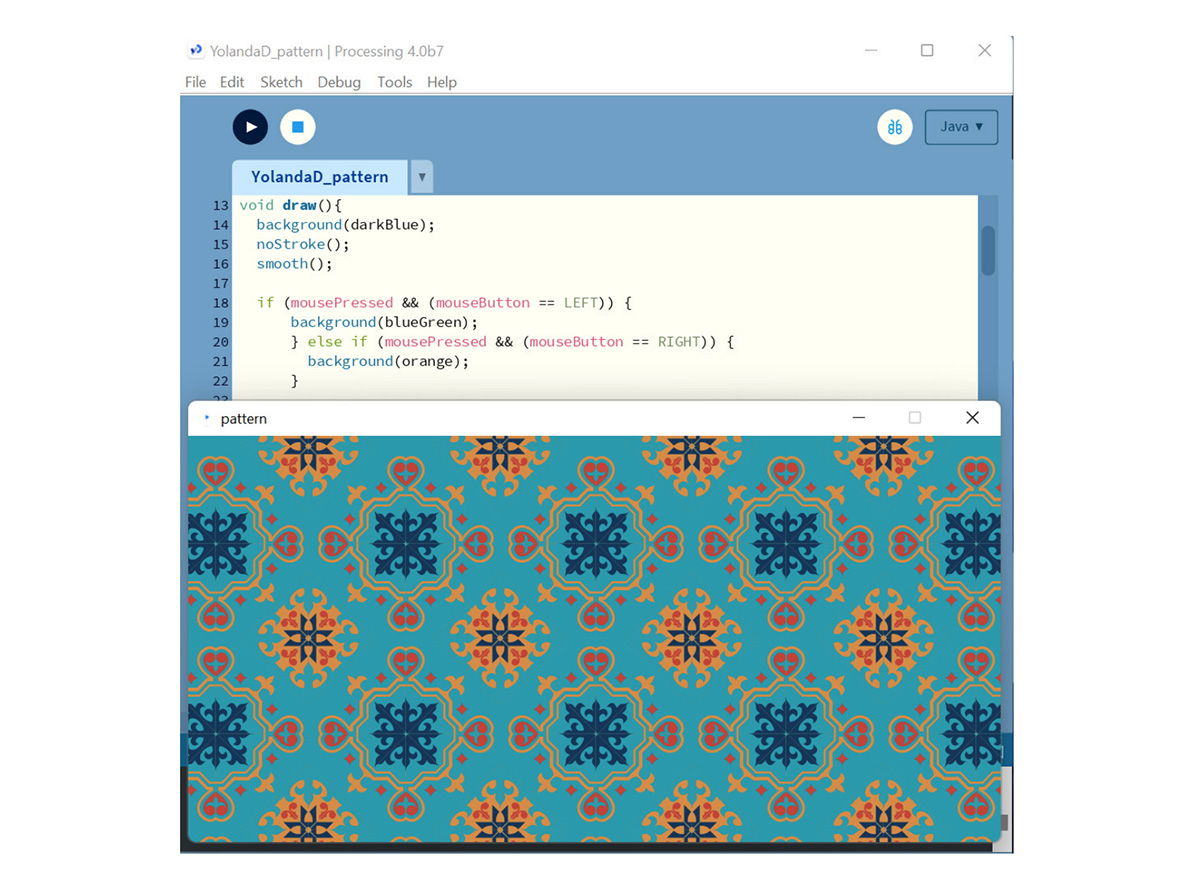 YolandaD_pattern | Processing 4.0b7
File Edit Sketch Debug Tools Help
Java ▼
YolandaD_pattern ▼
13 void draw(){
14 background(darkBlue);
15 noStroke();
16 smooth();
17
18 if (mousePressed && (mouseButton == LEFT)) {
19 background(blueGreen);
20 } else if (mousePressed && (mouseButton == RIGHT)) {
21 background(orange);
22 }
23
pattern